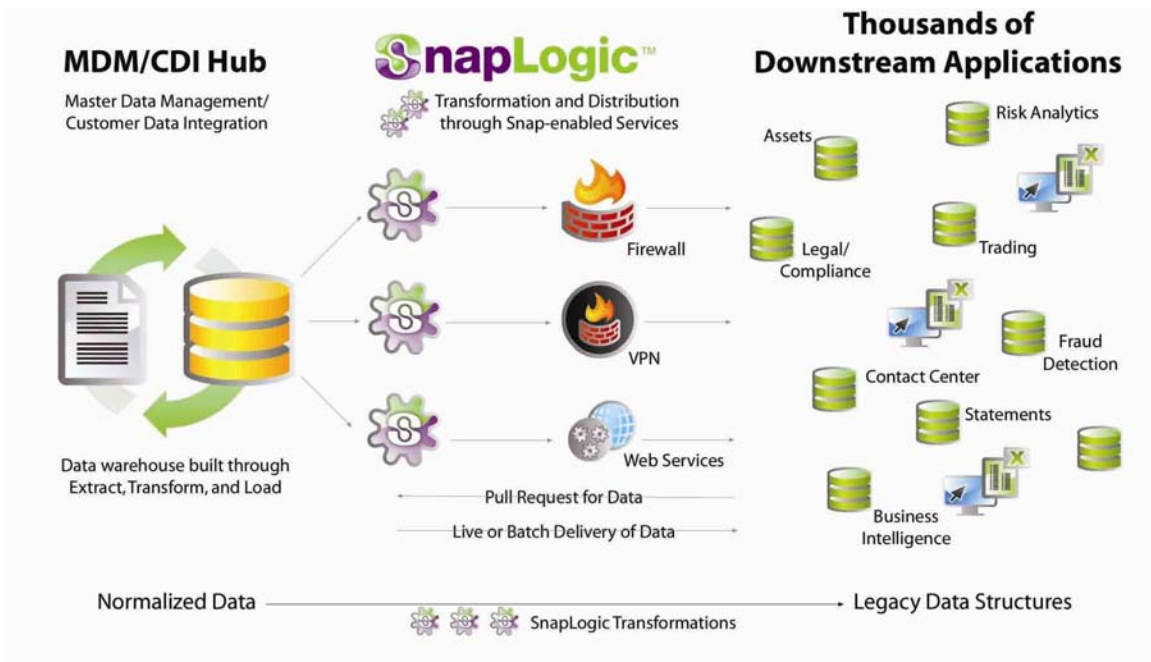 MDM/CDI Hub
Master Data Management/
Customer Data Integration
SnapLogic™
Transformation and Distribution
through Snap-enabled Services
Thousands of
Downstream Applications
Assets
Risk Analytics
Firewall
Legal/
Compliance
Trading
VPN
Fraud
Detection
Contact Center
Statements
Web Services
Data warehouse built through
Extract, Transform, and Load
Pull Request for Data
Live or Batch Delivery of Data
Business
Intelligence
Normalized Data
Legacy Data Structures
SnapLogic Transformations